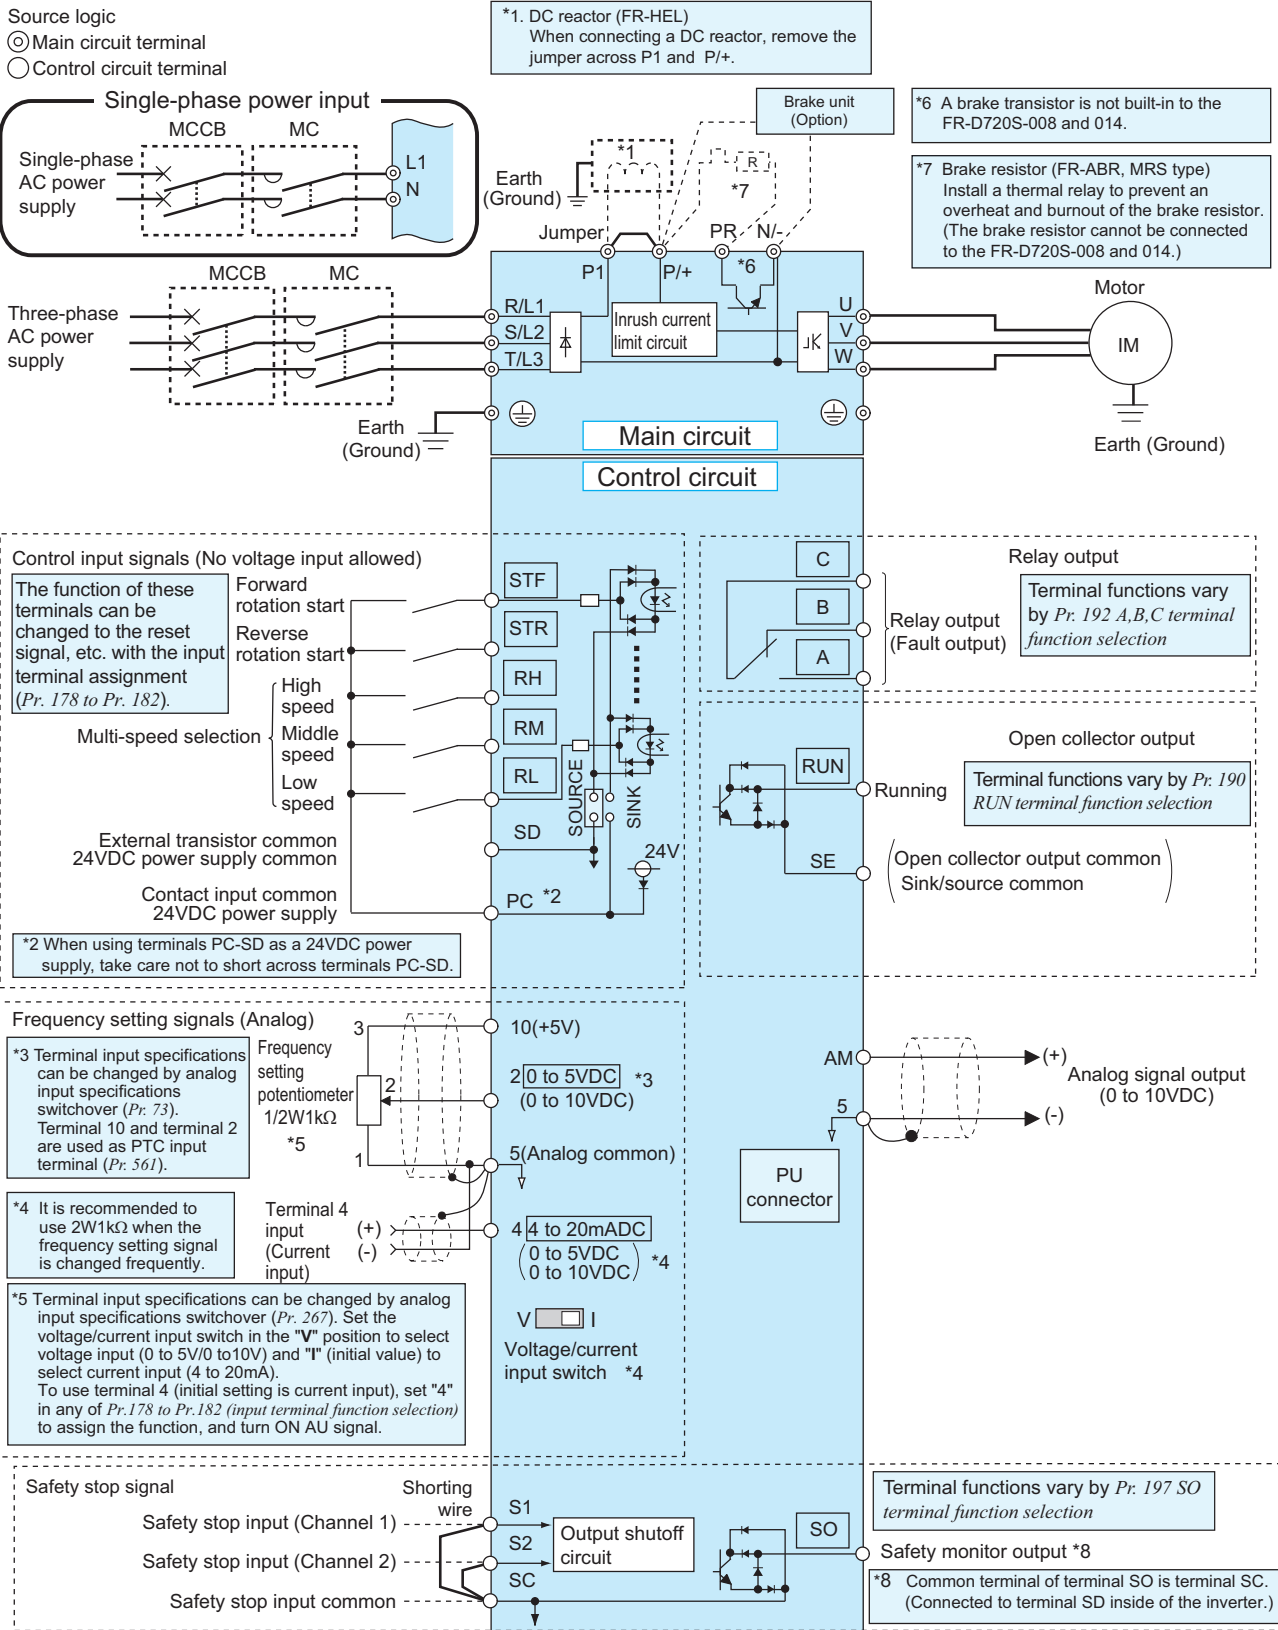 Source logic
Main circuit terminal
Control circuit terminal
*1. DC reactor (FR-HEL)
When connecting a DC reactor, remove the
jumper across P1 and P/+.
Single-phase power input
MCCB MC
Single-phase
AC power
supply
L1
N
Brake unit
(Option)
*6 A brake transistor is not built-in to the
FR-D720S-008 and 014.
*7 Brake resistor (FR-ABR, MRS type)
Install a thermal relay to prevent an
overheat and burnout of the brake resistor.
(The brake resistor cannot be connected
to the FR-D720S-008 and 014.)
*1
R
*7
Earth
(Ground)
Jumper
PR N/-
P1 P/+ *6
MCCB MC
Three-phase
AC power
supply
R/L1
S/L2
T/L3
Inrush current
limit circuit
U
V
W
Motor
IM
Earth
(Ground)
Earth (Ground)
Main circuit
Control circuit
Control input signals (No voltage input allowed)
The function of these
terminals can be
changed to the reset
signal, etc. with the input
terminal assignment
(Pr. 178 to Pr. 182).
Forward
rotation start
Reverse
rotation start
Multi-speed selection
High
speed
Middle
speed
Low
speed
STF
STR
RH
RM
RL
SD
SOURCE
SINK
24V
PC *2
External transistor common
24VDC power supply common
Contact input common
24VDC power supply
*2 When using terminals PC-SD as a 24VDC power
supply, take care not to short across terminals PC-SD.
C
B
A
Relay output
Relay output
(Fault output)
Terminal functions vary
by Pr. 192 A,B,C terminal
function selection
Open collector output
RUN
Running
Terminal functions vary by Pr. 190
RUN terminal function selection
SE
Open collector output common
Sink/source common
Frequency setting signals (Analog)
*3 Terminal input specifications
can be changed by analog
input specifications
switchover (Pr. 73).
Terminal 10 and terminal 2
are used as PTC input
terminal (Pr. 561).
Frequency
setting
potentiometer
1/2W1kΩ
*5
3
2
1
10(+5V)
2 0 to 5VDC *3
(0 to 10VDC)
5(Analog common)
*4 It is recommended to
use 2W1kΩ when the
frequency setting signal
is changed frequently.
Terminal 4
input
(Current
input)
(+)
(-)
4 4 to 20mADC
(0 to 5VDC
0 to 10VDC) *4
V I
Voltage/current
input switch *4
*5 Terminal input specifications can be changed by analog
input specifications switchover (Pr. 267). Set the
voltage/current input switch in the "V" position to select
voltage input (0 to 5V/0 to10V) and "I" (initial value) to
select current input (4 to 20mA).
To use terminal 4 (initial setting is current input), set "4"
in any of Pr.178 to Pr.182 (input terminal function selection)
to assign the function, and turn ON AU signal.
AM
5
(+)
(-)
Analog signal output
(0 to 10VDC)
PU
connector
Safety stop signal
Shorting
wire
Safety stop input (Channel 1)
Safety stop input (Channel 2)
Safety stop input common
S1
S2
SC
Output shutoff
circuit
SO
Terminal functions vary by Pr. 197 SO
terminal function selection
Safety monitor output *8
*8 Common terminal of terminal SO is terminal SC.
(Connected to terminal SD inside of the inverter.)